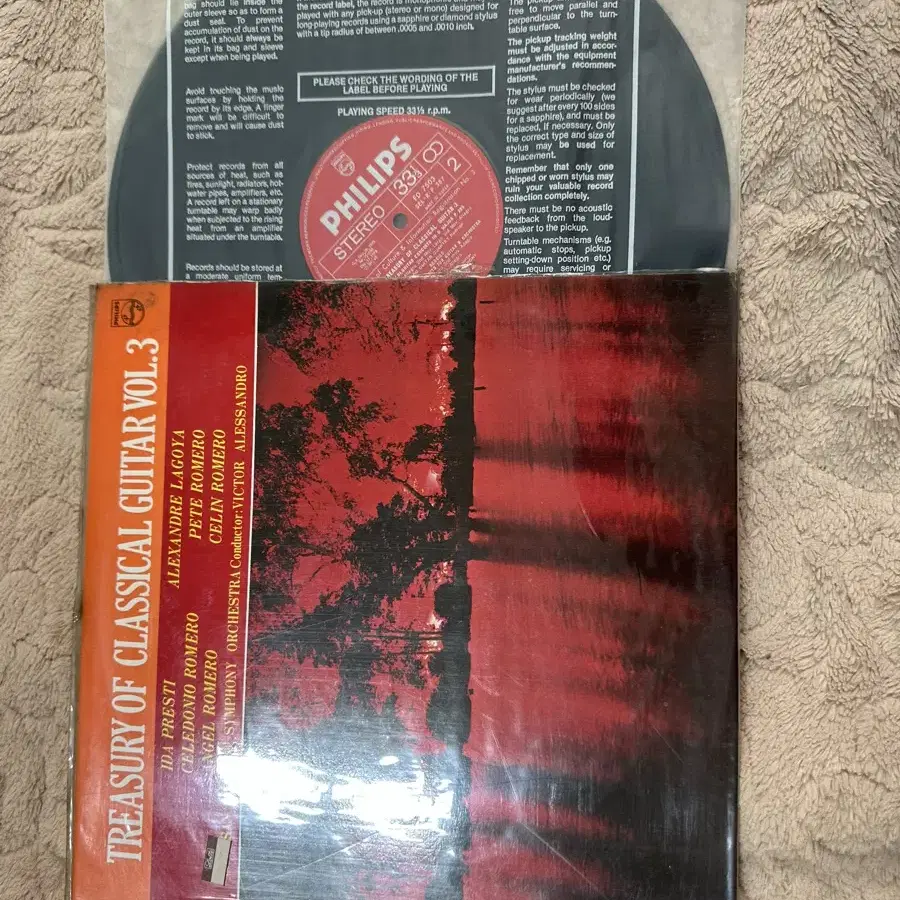 bag should lie inside the
outer sleeve so as to form a
dust seal. To prevent
accumulation of dust on the
record, it should always be
kept in its bag and sleeve
except when being played.
Avoid touching the music
surfaces by holding the
record by its edge. A finger
mark will be difficult to
remove and will cause dust
to stick.
Protect records from all
sources of heat, such as
fires, sunlight, radiators, hot-
water pipes, amplifiers, etc.
A record left on a stationary
turntable may warp badly
when subjected to the rising
heat from an amplifier
situated under the turntable.
Records should be stored at
a moderate uniform tem-
played with any pick-up (stereo or mono) designed for
long-playing records using a sapphire or diamond stylus
with a tip radius of between .0005 and .0010 inch.
PLEASE CHECK THE WORDING OF THE
LABEL BEFORE PLAYING
PLAYING SPEED 33⅓ r.p.m.
free to move parallel and
perpendicular to the turn-
table surface.
The pickup tracking weight
must be adjusted in accor-
dance with the equipment
manufacturer's recommen-
dations.
The stylus must be checked
for wear periodically (we
suggest after every 100 sides
for a sapphire), and must be
replaced, if necessary. Only
the correct type and size of
stylus may be used for
replacement.
Remember that only one
chipped or worn stylus may
ruin your valuable record
collection completely.
There must be no acoustic
feedback from the loud-
speaker to the pickup.
Turntable mechanisms (e.g.
automatic stops, pickup
setting-down position etc.)
may require servicing or
PHILIPS
STEREO
33⅓
2
PHILIPS
TREASURY OF CLASSICAL GUITAR VOL.3
IDA PRESTI ALEXANDRE LAGOYA
CELEDONIO ROMERO PETE ROMERO
NGEL ROMERO CELIN ROMERO
SYMPHONY ORCHESTRA Conductor:VICTOR ALESSANDRO